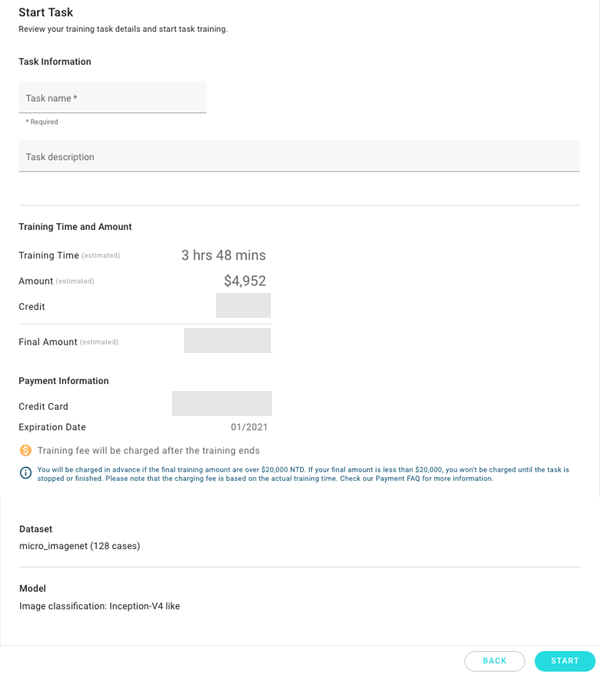 Start Task
Review your training task details and start task training.
Task Information
Task name *
* Required
Task description
Training Time and Amount
Training Time (estimated) 3 hrs 48 mins
Amount (estimated) $4,952
Credit
Final Amount (estimated)
Payment Information
Credit Card
Expiration Date 01/2021
$ Training fee will be charged after the training ends
You will be charged in advance if the final training amount are over $20,000 NTD. If your final amount is less than $20,000, you won't be charged until the task is
stopped or finished. Please note that the charging fee is based on the actual training time. Check our Payment FAQ for more information.
Dataset
micro_imagenet (128 cases)
Model
Image classification: Inception-V4 like
BACK START